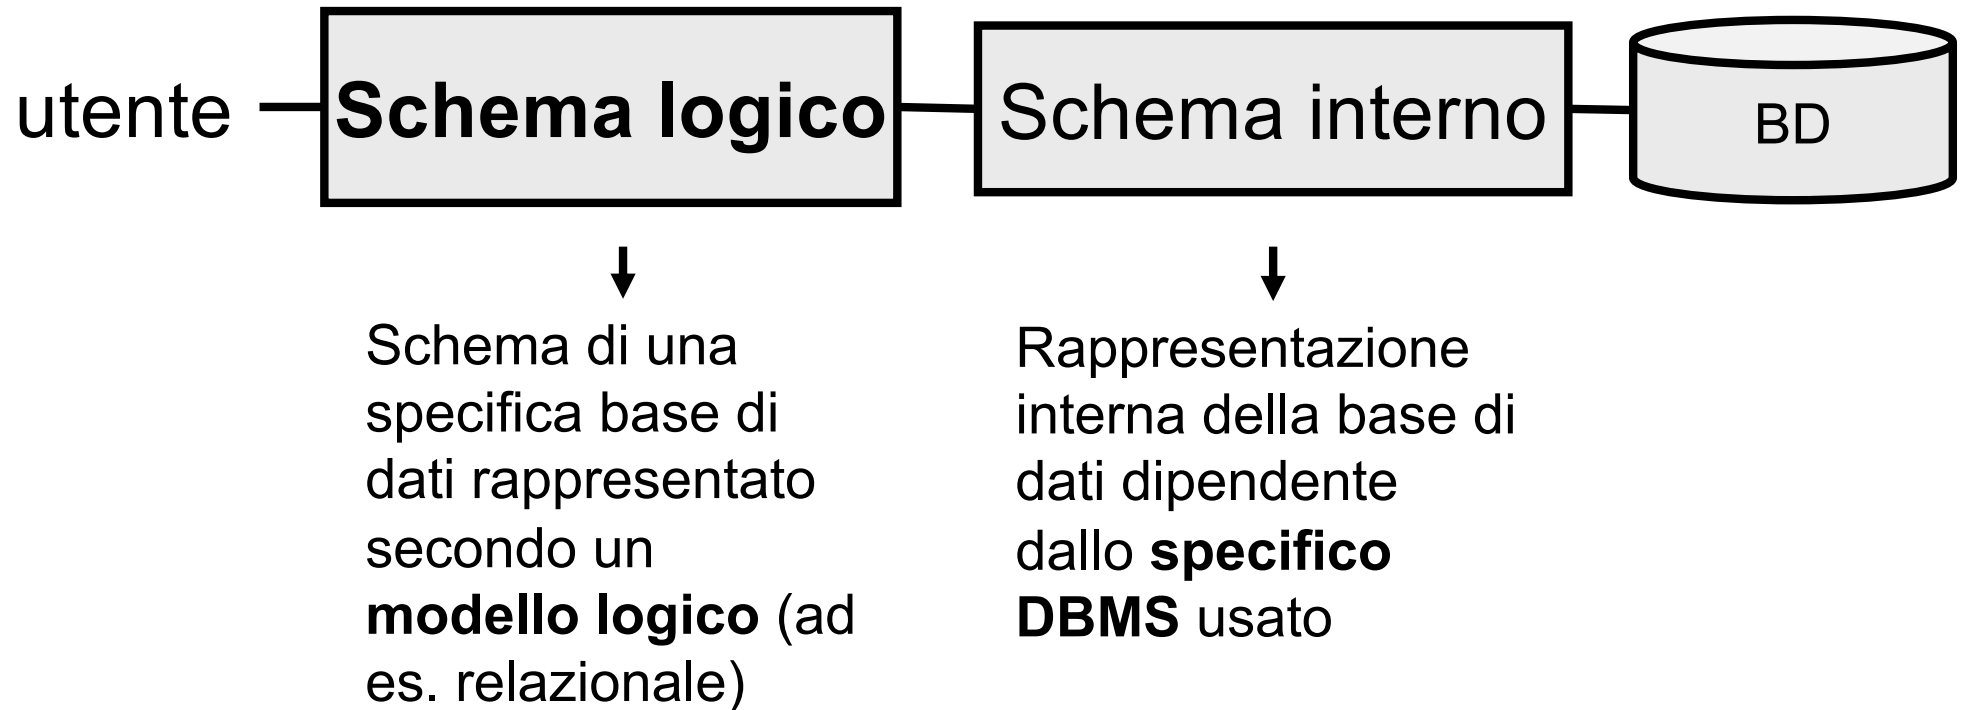 utente
Schema logico
Schema interno
BD
Schema di una
specifica base di
dati rappresentato
secondo un
modello logico (ad
es. relazionale)
Rappresentazione
interna della base di
dati dipendente
dallo specifico
DBMS usato